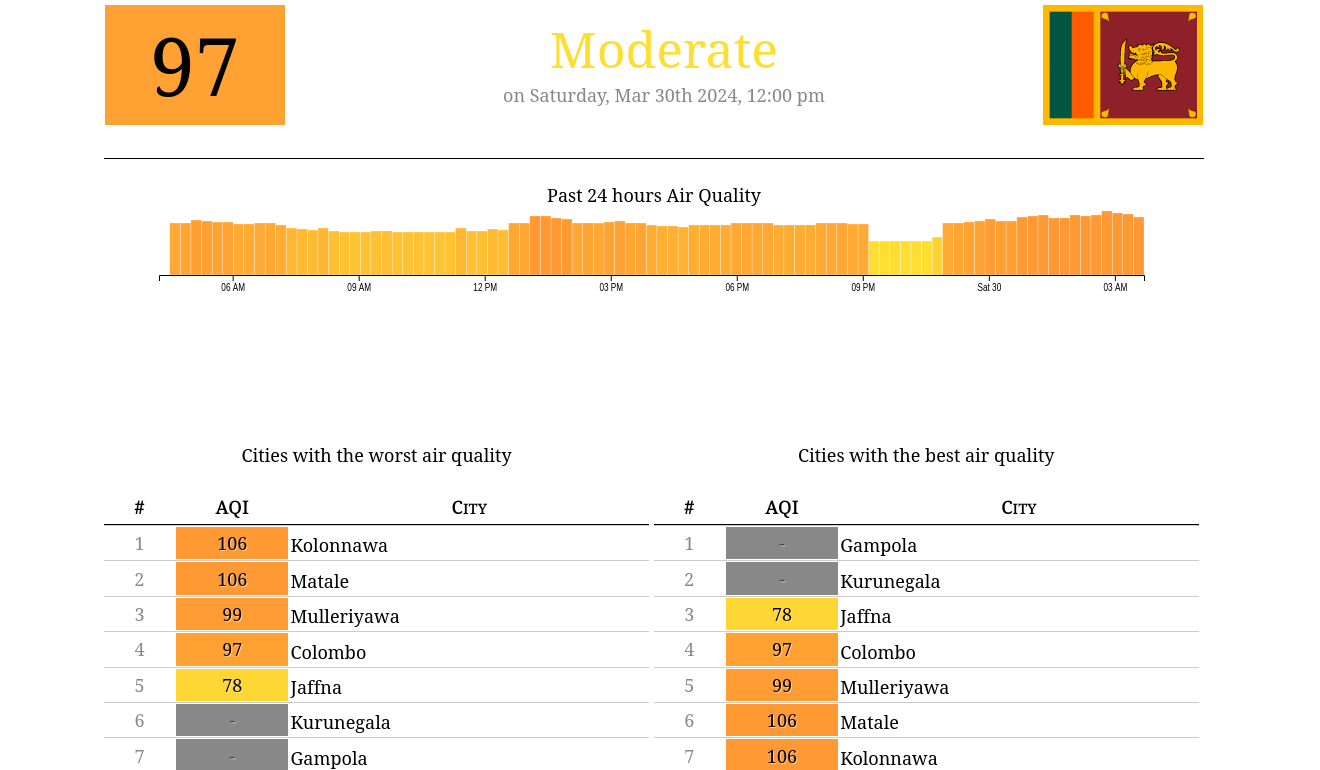 97
Moderate
on Saturday, Mar 30th 2024, 12:00 pm
Past 24 hours Air Quality
06 AM 09 AM 12 PM 03 PM 06 PM 09 PM Sat 30 03 AM
Cities with the worst air quality
# AQI City
1 106 Kolonnawa
2 106 Matale
3 99 Mulleriyawa
4 97 Colombo
5 78 Jaffna
6 - Kurunegala
7 - Gampola
Cities with the best air quality
# AQI City
1 - Gampola
2 - Kurunegala
3 78 Jaffna
4 97 Colombo
5 99 Mulleriyawa
6 106 Matale
7 106 Kolonnawa